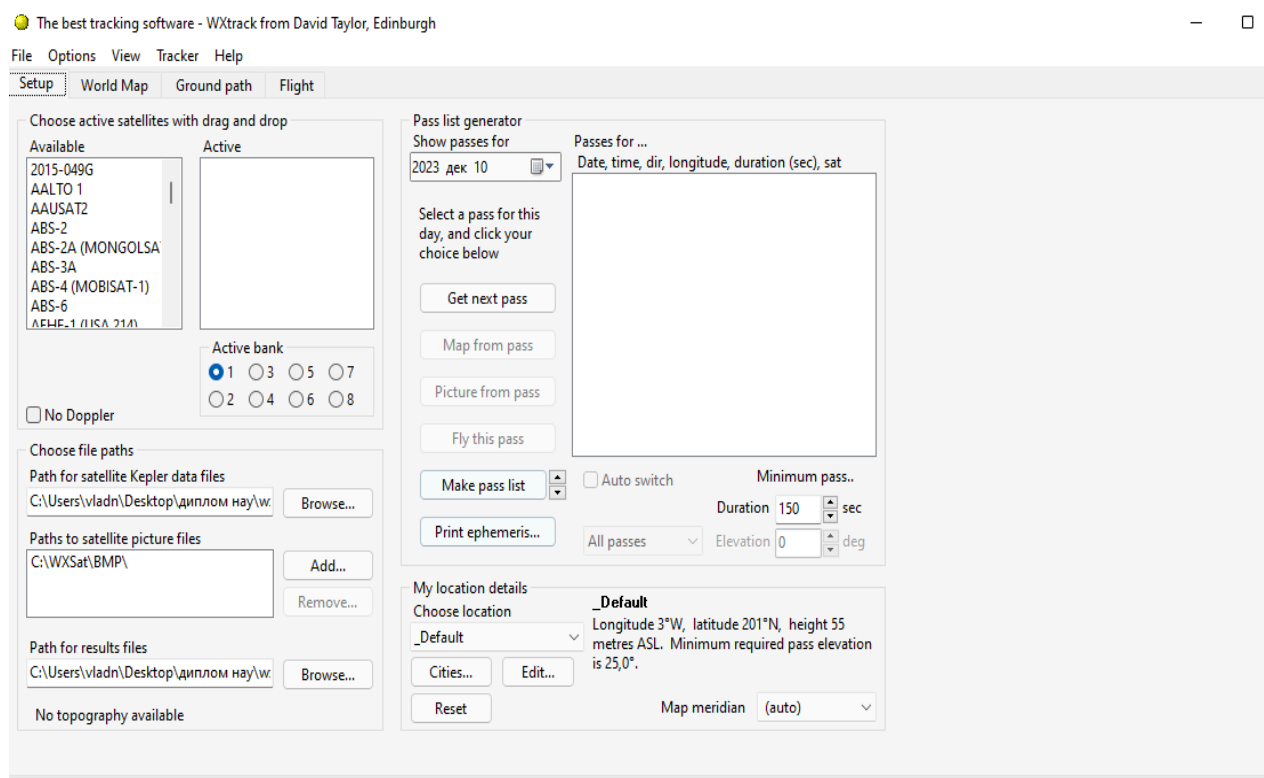 The best tracking software - WXtrack from David Taylor, Edinburgh
File Options View Tracker Help
Setup World Map Ground path Flight
Choose active satellites with drag and drop
Available Active
2015-049G
AALTO 1
AAUSAT2
ABS-2
ABS-2A (MONGOLSA
ABS-3A
ABS-4 (MOBISAT-1)
ABS-6
AEHF-1 (USA 214)
Active bank
1 3 5 7
2 4 6 8
No Doppler
Choose file paths
Path for satellite Kepler data files
C:\Users\vladn\Desktop\диплом нау\w: Browse...
Paths to satellite picture files
C:\WXSat\BMP\
Add...
Remove...
Path for results files
C:\Users\vladn\Desktop\диплом нау\w: Browse...
No topography available
Pass list generator
Show passes for
2023 дек 10
Select a pass for this
day, and click your
choice below
Get next pass
Map from pass
Picture from pass
Fly this pass
Make pass list
Print ephemeris...
Passes for ...
Date, time, dir, longitude, duration (sec), sat
Auto switch
Minimum pass..
Duration 150 sec
All passes
Elevation 0 deg
My location details
Choose location
_Default
Cities... Edit...
Reset
_Default
Longitude 3°W, latitude 201°N, height 55
metres ASL. Minimum required pass elevation
is 25,0°.
Map meridian (auto)